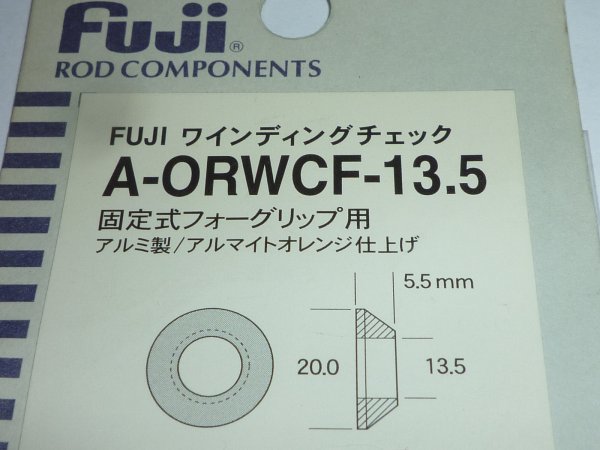 Fuji®
ROD COMPONENTS
FUJI ワインディングチェック
A-ORWCF-13.5
固定式フォーグリップ用
アルミ製/アルマイトオレンジ仕上げ
5.5mm
20.0
13.5